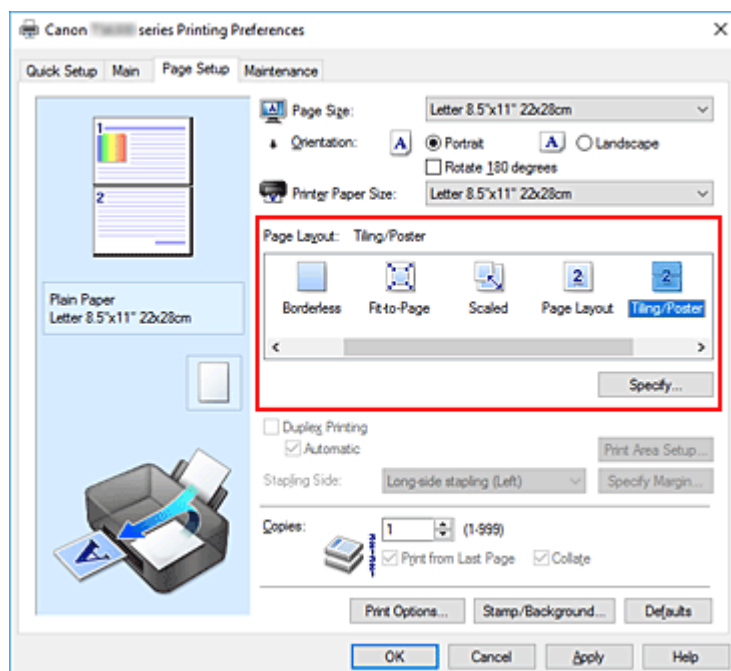 Canon series Printing Preferences
Quick Setup Main Page Setup Maintenance
1
2
Plain Paper
Letter 8.5"x11" 22x28cm
Page Size: Letter 8.5"x11" 22x28cm
Orientation: A Portrait A Landscape
Rotate 180 degrees
Printer Paper Size: Letter 8.5"x11" 22x28cm
Page Layout: Tiling/Poster
2 2
Borderless Fit-to-Page Scaled Page Layout Tiling/Poster
Specify...
Duplex Printing
Automatic Print Area Setup...
Stapling Side: Long-side stapling (Left) Specify Margin...
Copies: 1 (1-999)
Print from Last Page Collate
A
Print Options... Stamp/Background... Defaults
OK Cancel Apply Help